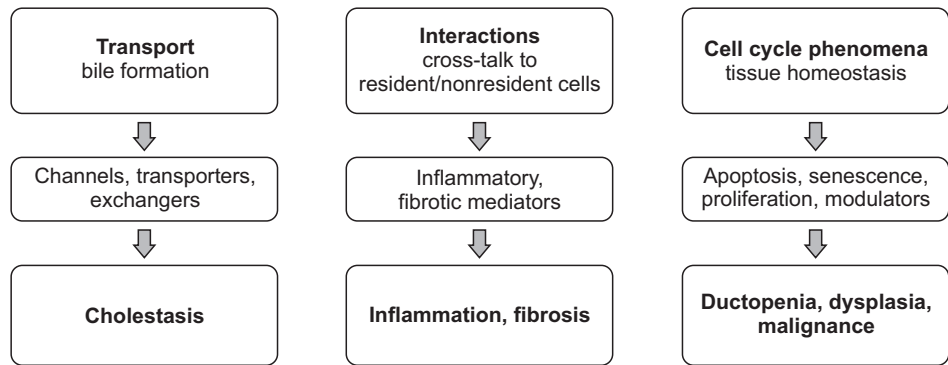 Transport
bile formation
Channels, transporters,
exchangers
Cholestasis
Interactions
cross-talk to
resident/nonresident cells
Inflammatory,
fibrotic mediators
Inflammation, fibrosis
Cell cycle phenomena
tissue homeostasis
Apoptosis, senescence,
proliferation, modulators
Ductopenia, dysplasia,
malignance